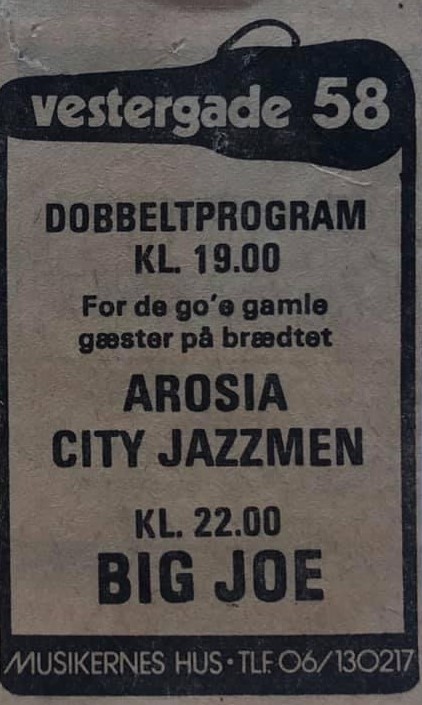 vestergade 58
DOBBELTPROGRAM
KL. 19.00
For de go'e gamle
gæster på brædtet
AROSIA
CITY JAZZMEN
KL. 22.00
BIG JOE
MUSIKERNES HUS • TLF. 06/130217